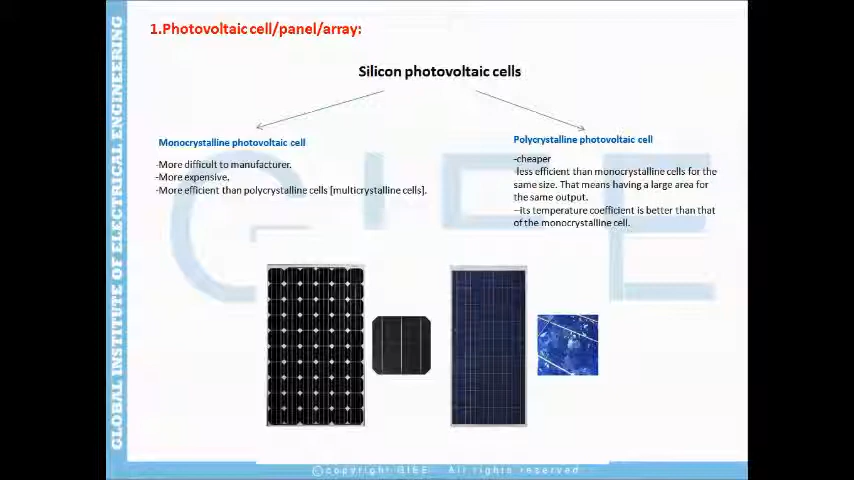 GLOBAL INSTITUTE OF ELECTRICAL ENGINEERING
1.Photovoltaic cell/panel/array:
Silicon photovoltaic cells
Monocrystalline photovoltaic cell
-More difficult to manufacturer.
-More expensive.
-More efficient than polycrystalline cells [multicrystalline cells].
Polycrystalline photovoltaic cell
-cheaper
-less efficient than monocrystalline cells for the
same size. That means having a large area for
the same output.
–its temperature coefficient is better than that
of the monocrystalline cell.
GIEE
©copyright GIEE - All rights reserved